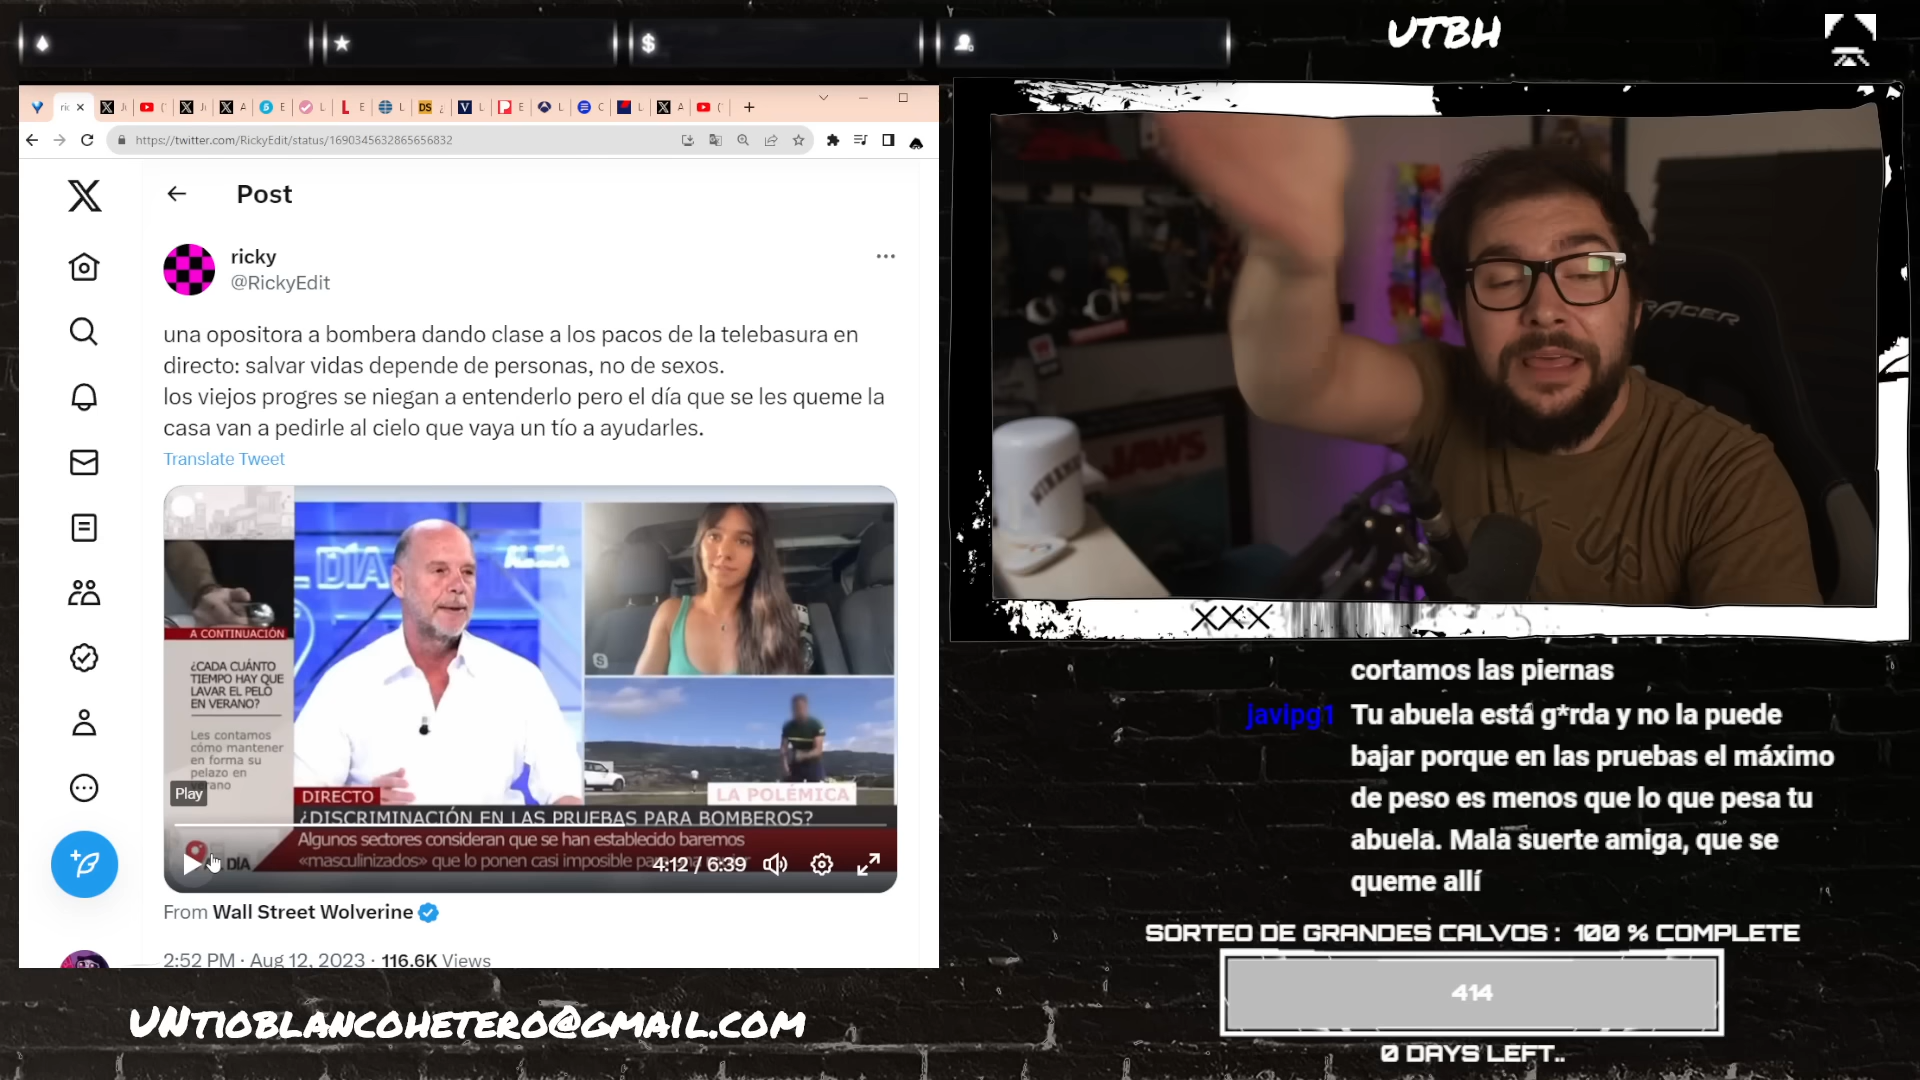 UTBH
https://twitter.com/RickyEdit/status/1690345632865656832
Post
ricky
@RickyEdit
una opositora a bombera dando clase a los pacos de la telebasura en
directo: salvar vidas depende de personas, no de sexos.
los viejos progres se niegan a entenderlo pero el día que se les queme la
casa van a pedirle al cielo que vaya un tío a ayudarles.
Translate Tweet
A CONTINUACIÓN
¿CADA CUÁNTO
TIEMPO HAY QUE
LAVAR EL PELO
EN VERANO?
Les contamos
cómo mantener
en forma su
pelazo en
Play
DIRECTO
LA POLÉMICA
¿DISCRIMINACIÓN EN LAS PRUEBAS PARA BOMBEROS?
Algunos sectores consideran que se han establecido baremos
«masculinizados» que lo ponen casi imposible
DÍA
4:12 / 6:39
From Wall Street Wolverine
2:52 PM · Aug 12, 2023 · 116.6K Views
JAWS
XXX
cortamos las piernas
javipg1 Tu abuela está g*rda y no la puede
bajar porque en las pruebas el máximo
de peso es menos que lo que pesa tu
abuela. Mala suerte amiga, que se
queme allí
SORTEO DE GRANDES CALVOS : 100 % COMPLETE
414
0 DAYS LEFT..
UNtioblancohetero@gmail.com